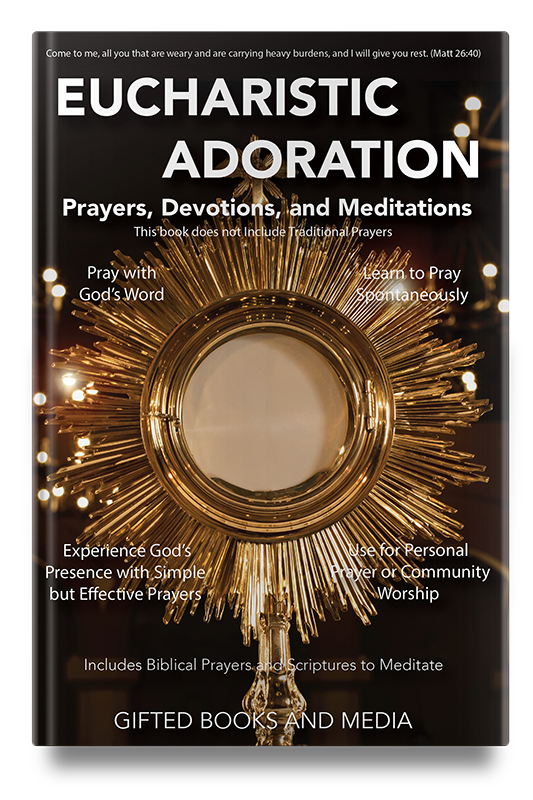 Come to me, all you that are weary and are carrying heavy burdens, and I will give you rest. (Matt 26:40)
EUCHARISTIC
ADORATION
Prayers, Devotions, and Meditations
This book does not Include Traditional Prayers
Pray with
God's Word
Learn to Pray
Spontaneously
Experience God's
Presence with Simple
but Effective Prayers
Use for Personal
Prayer or Community
Worship
Includes Biblical Prayers and Scriptures to Meditate
GIFTED BOOKS AND MEDIA